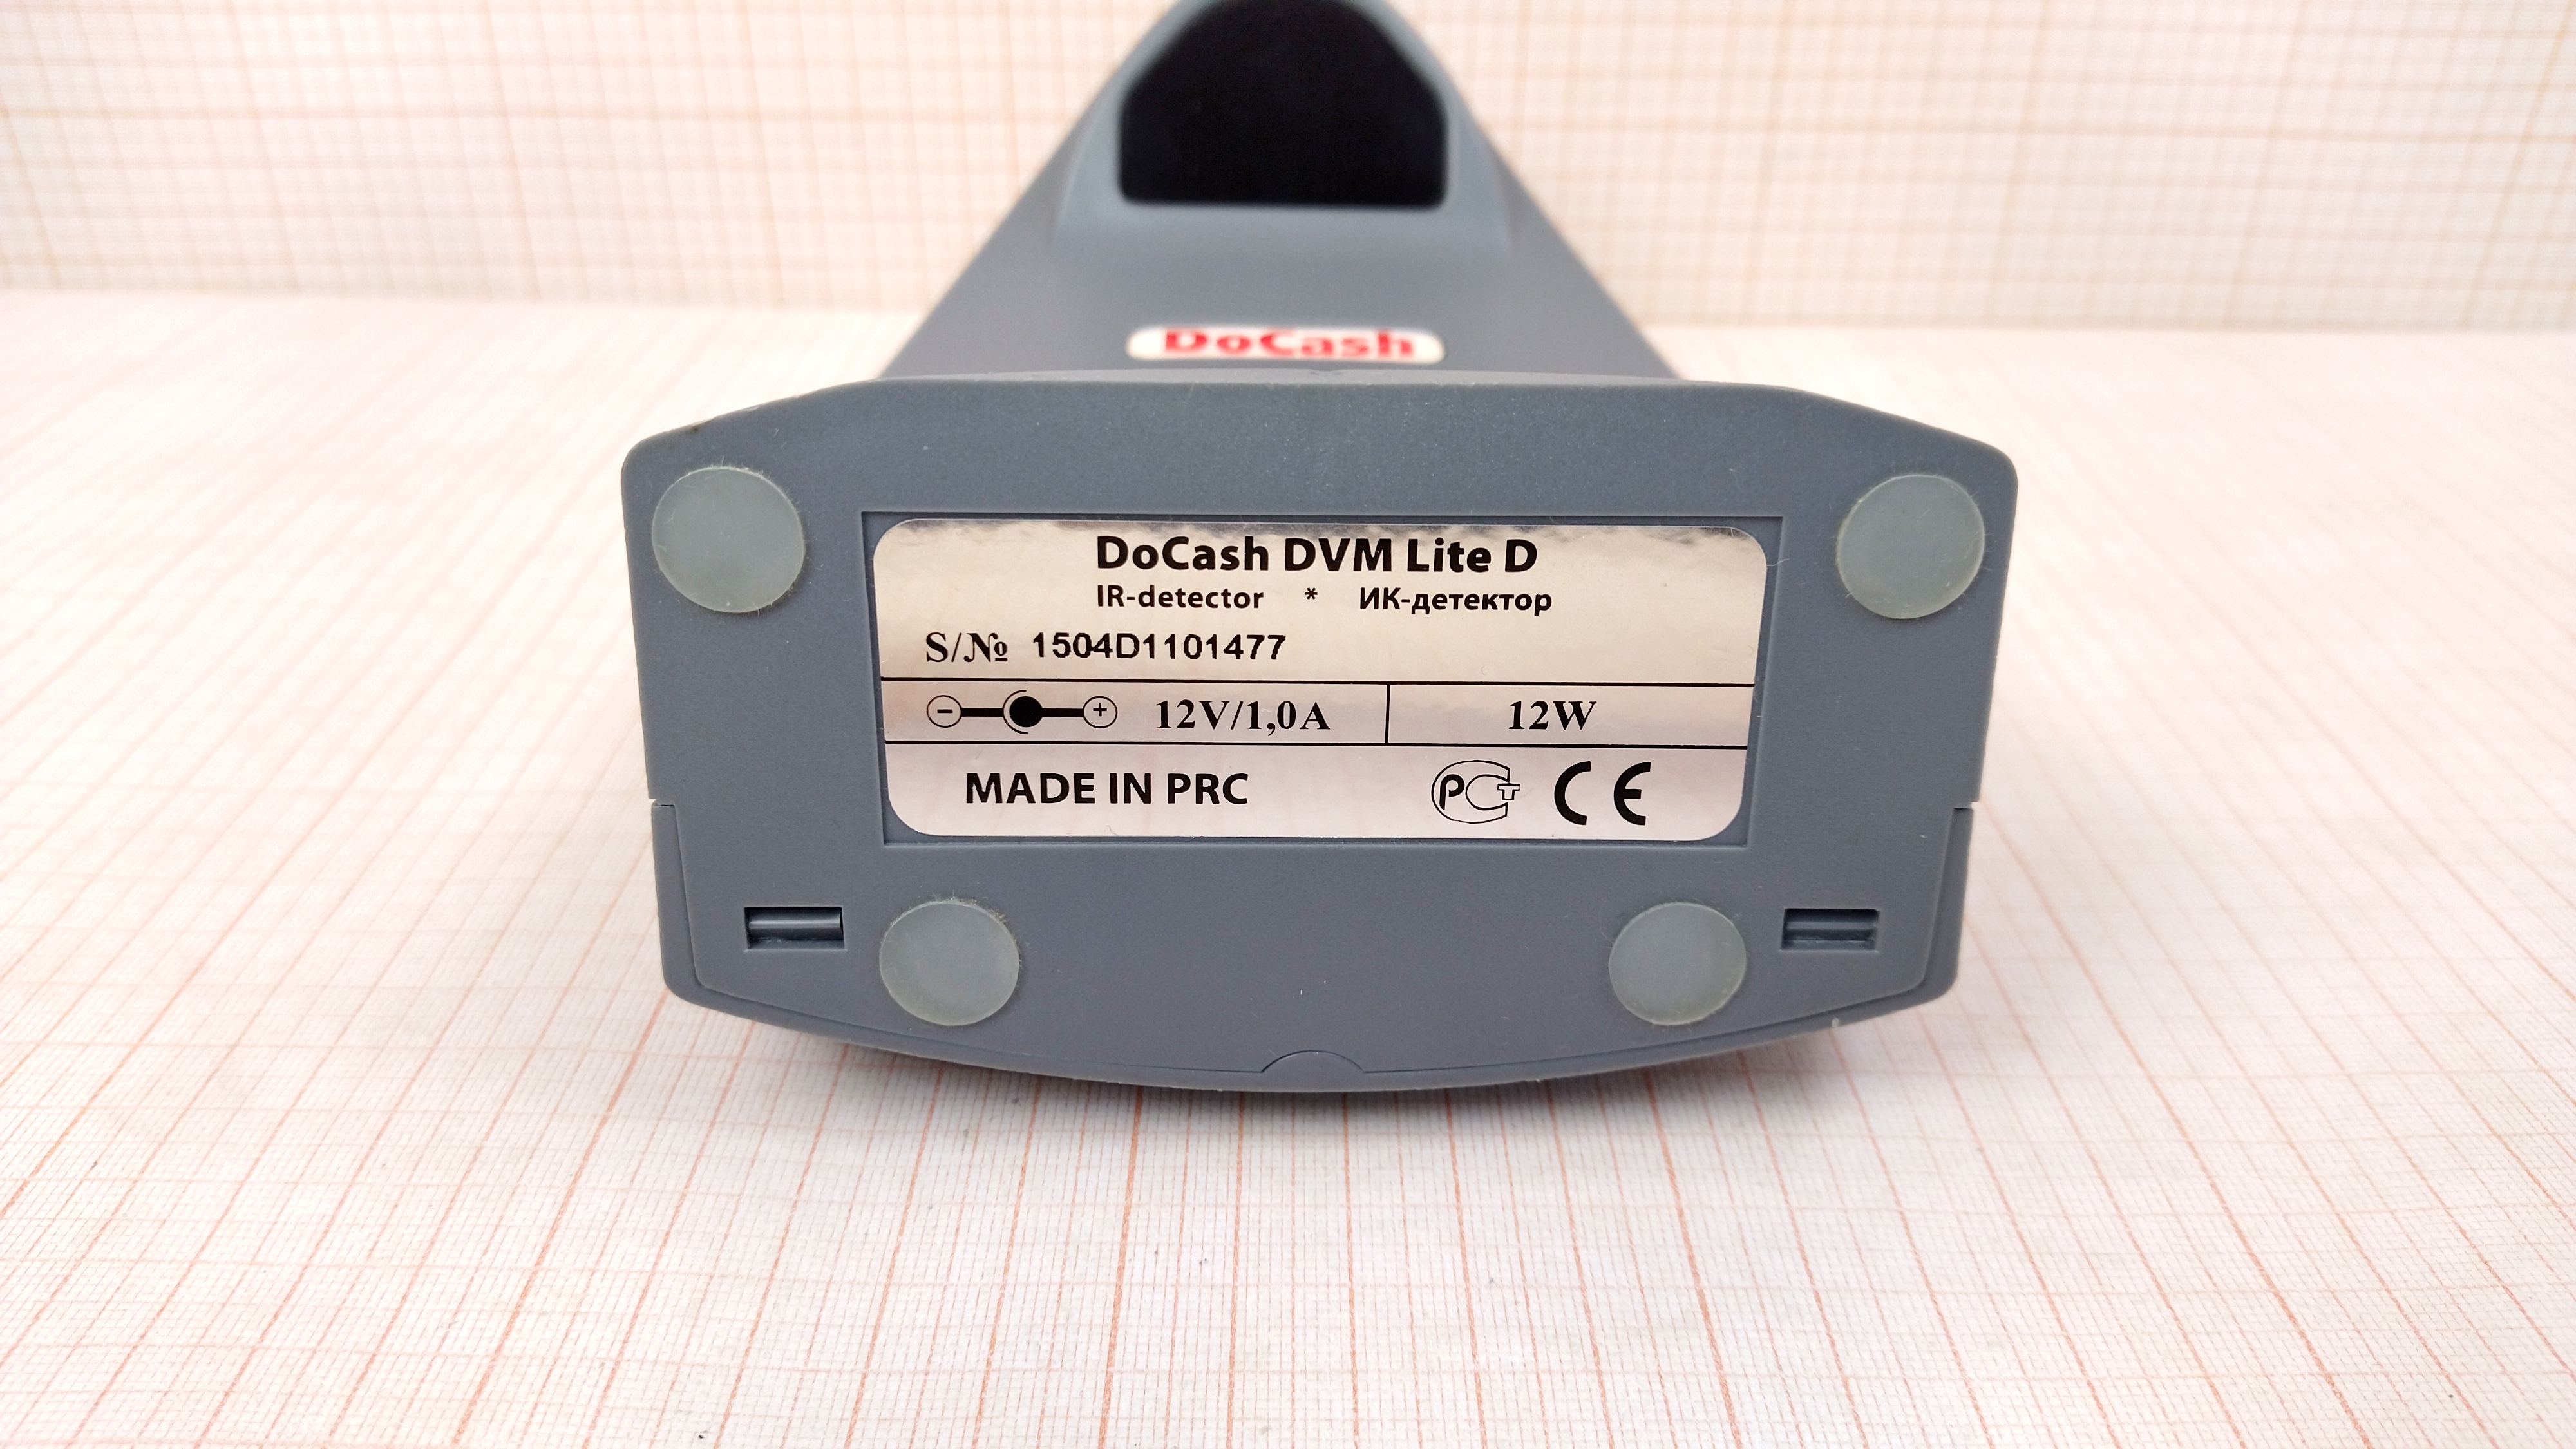 DoCash
DoCash DVM Lite D
IR-detector * ИК-детектор
S/№ 1504D1101477
− + 12V/1,0A 12W
MADE IN PRC РСТ CE